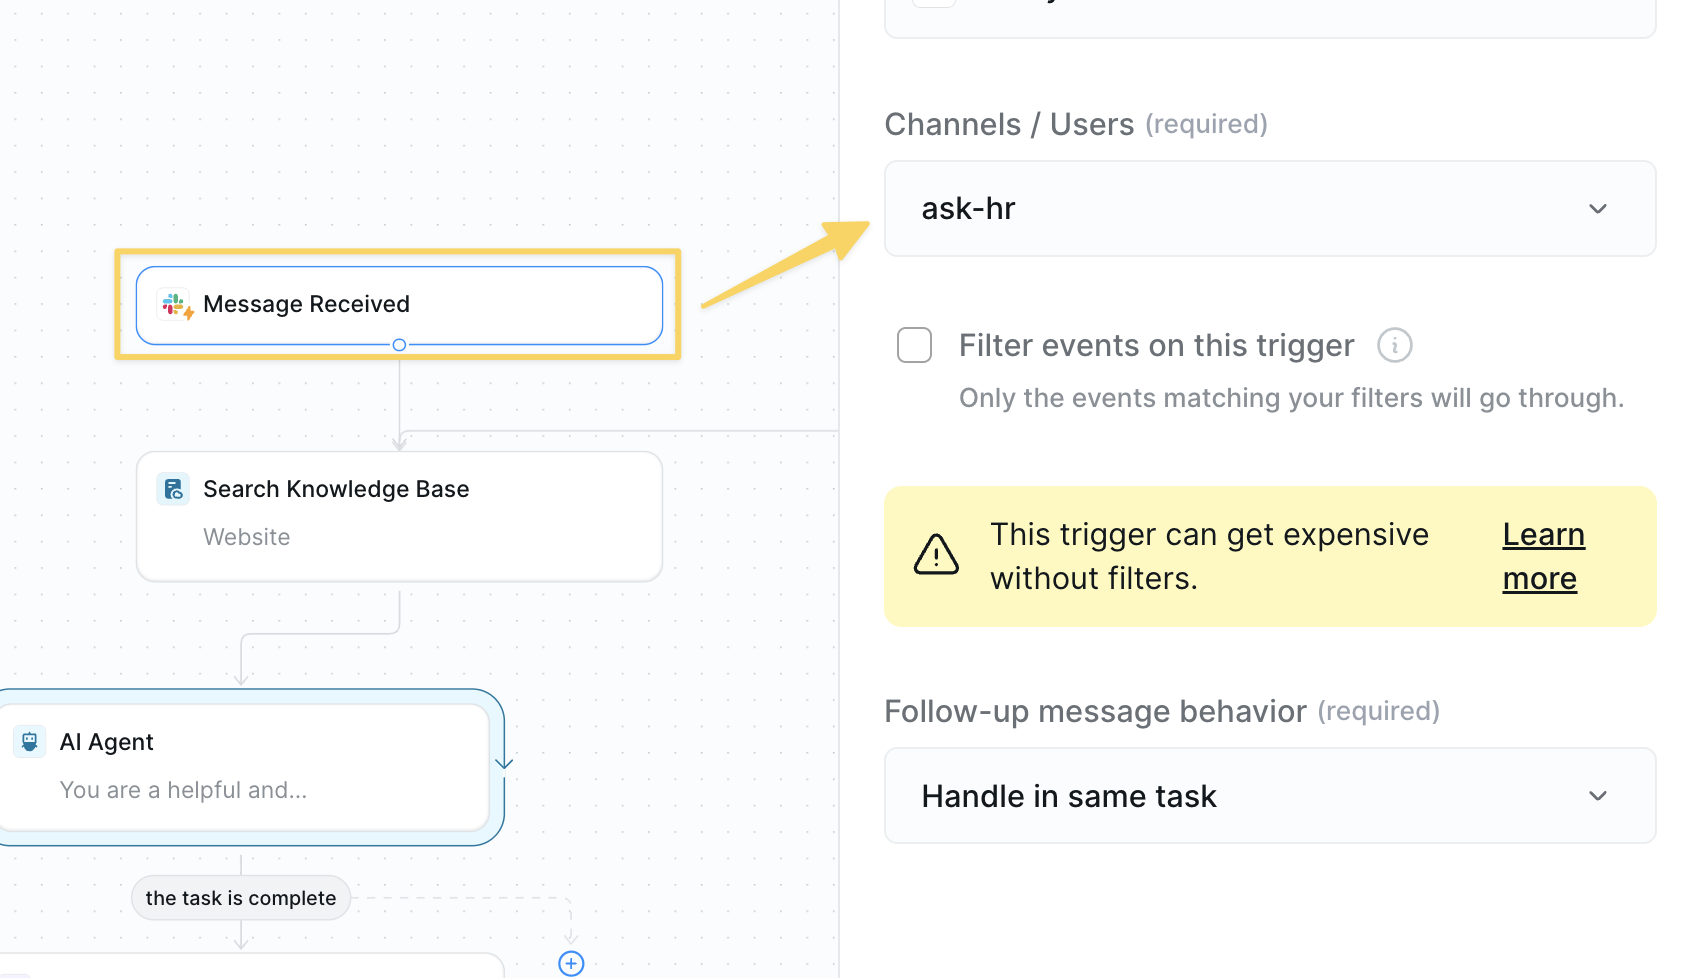 Message Received
Search Knowledge Base
Website
AI Agent
You are a helpful and...
the task is complete
Channels / Users (required)
ask-hr
Filter events on this trigger
Only the events matching your filters will go through.
This trigger can get expensive
without filters.
Learn
more
Follow-up message behavior (required)
Handle in same task